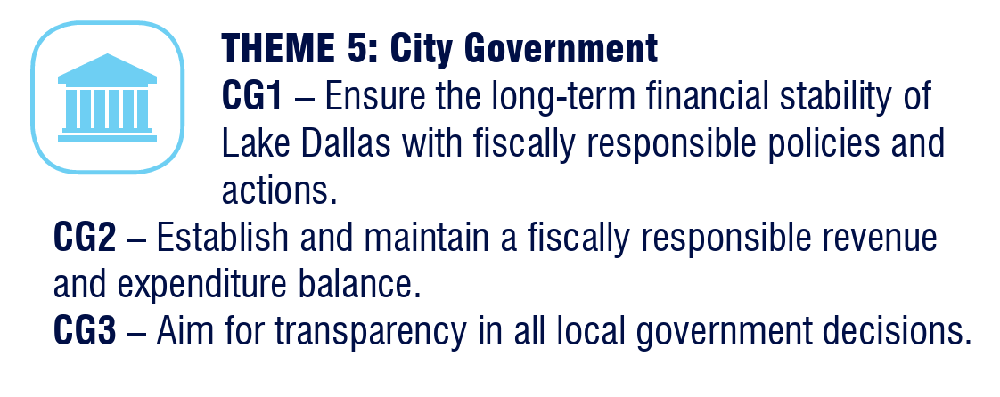 THEME 5: City Government
CG1 – Ensure the long-term financial stability of
Lake Dallas with fiscally responsible policies and
actions.
CG2 – Establish and maintain a fiscally responsible revenue
and expenditure balance.
CG3 – Aim for transparency in all local government decisions.